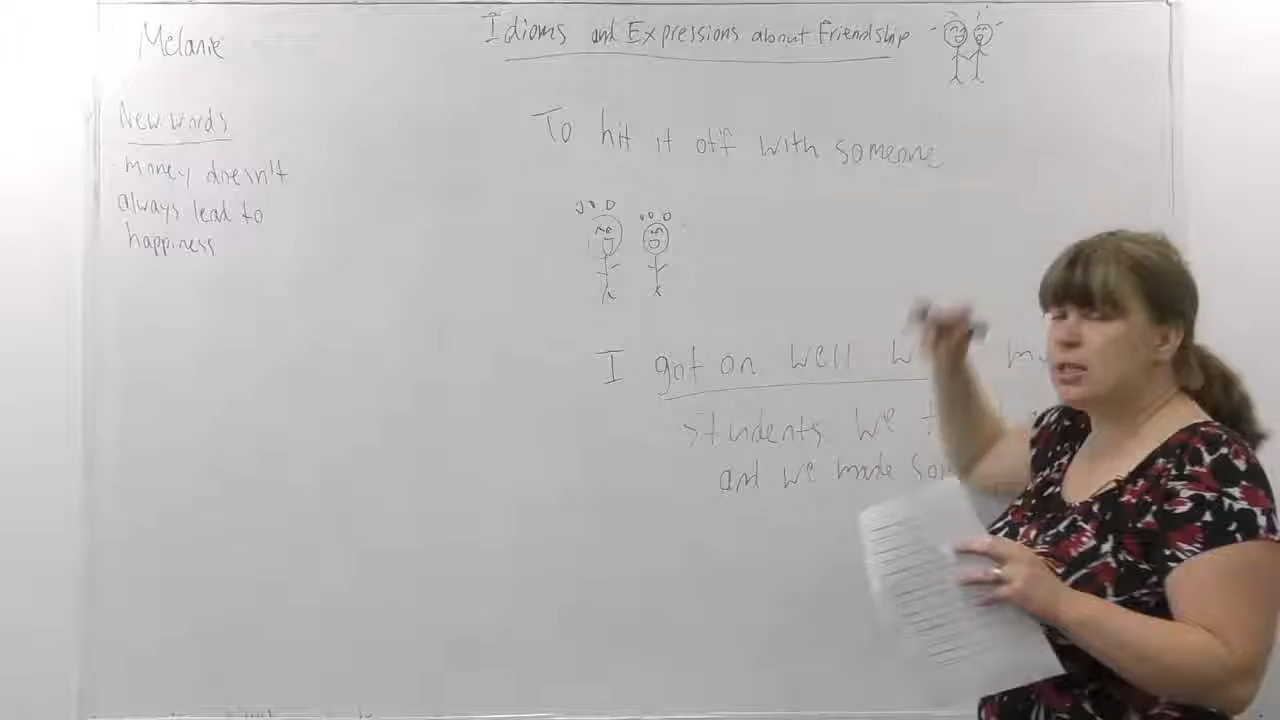 Melanie
Idioms and Expressions about Friendship
New words
- money doesn't
always lead to
happiness
To hit it off with someone
I got on well
students we
and we made